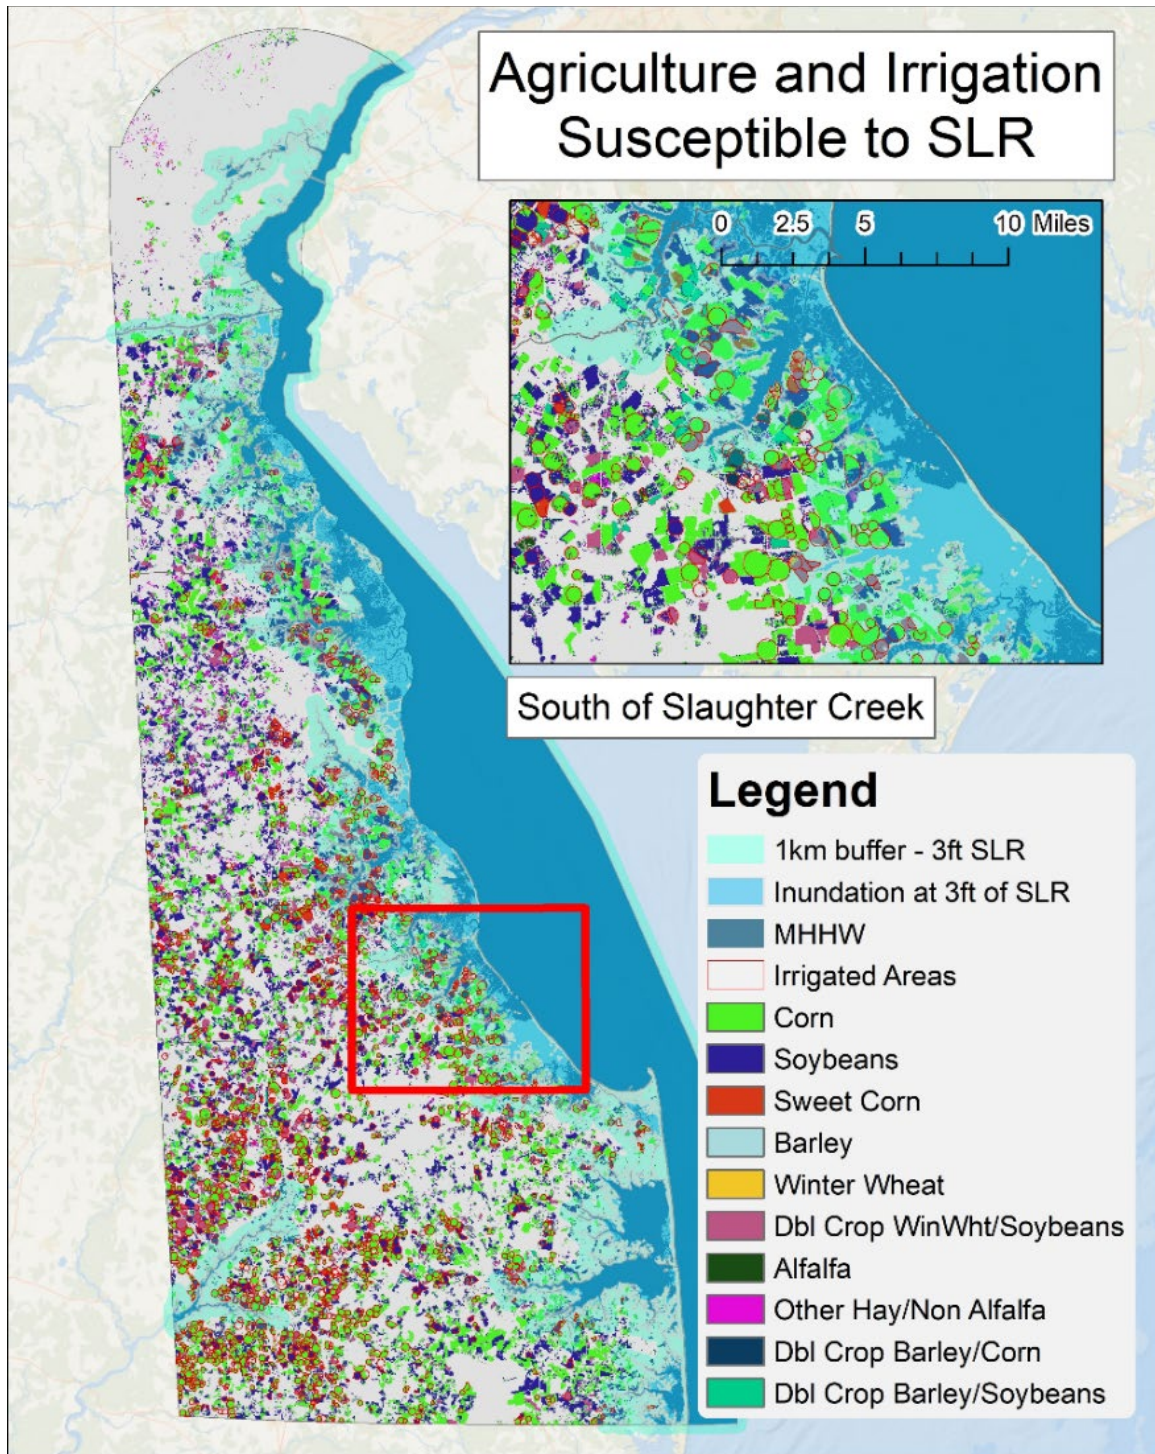 Agriculture and Irrigation
Susceptible to SLR
0 2.5 5 10 Miles
South of Slaughter Creek
Legend
1km buffer - 3ft SLR
Inundation at 3ft of SLR
MHHW
Irrigated Areas
Corn
Soybeans
Sweet Corn
Barley
Winter Wheat
Dbl Crop WinWht/Soybeans
Alfalfa
Other Hay/Non Alfalfa
Dbl Crop Barley/Corn
Dbl Crop Barley/Soybeans